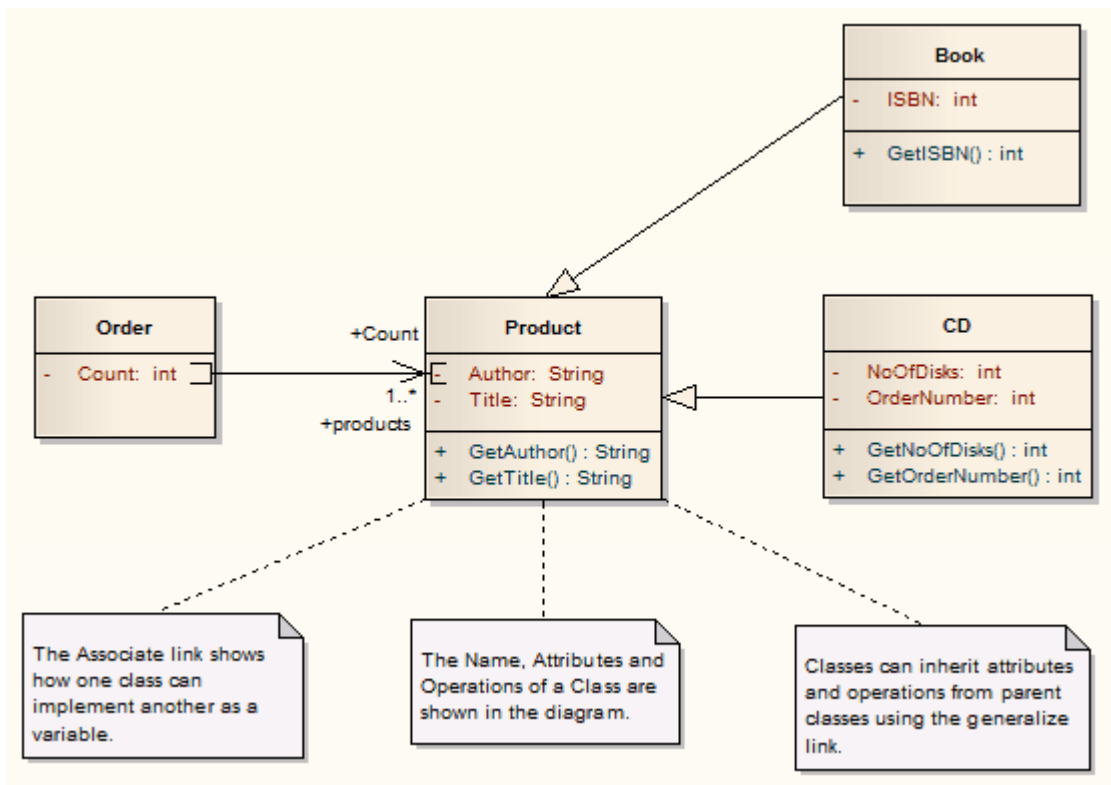 Book
- ISBN: int
+ GetISBN() : int
Order
- Count: int
+Count
1..*
+products
Product
- Author: String
- Title: String
+ GetAuthor() : String
+ GetTitle() : String
CD
- NoOfDisks: int
- OrderNumber: int
+ GetNoOfDisks() : int
+ GetOrderNumber() : int
The Associate link shows
how one class can
implement another as a
variable.
The Name, Attributes and
Operations of a Class are
shown in the diagram.
Classes can inherit attributes
and operations from parent
classes using the generalize
link.